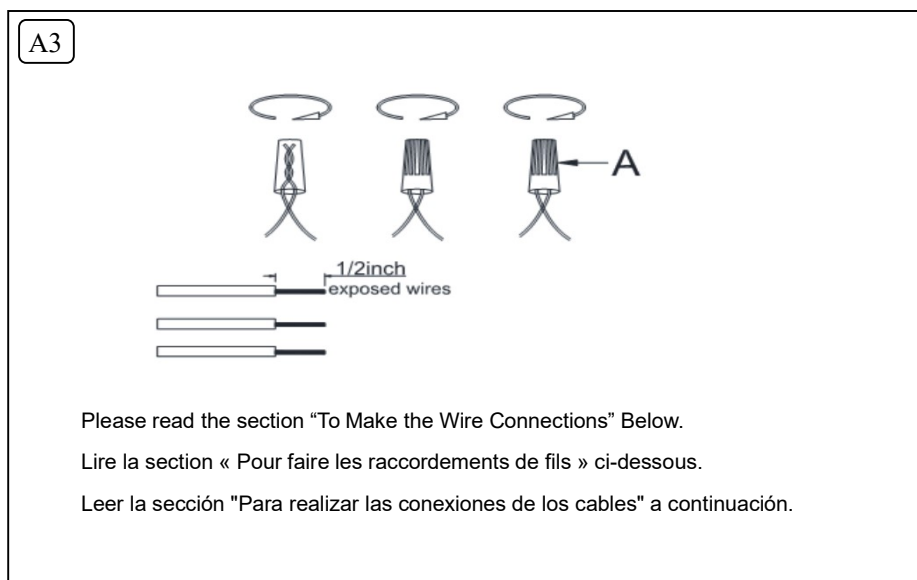 A3
A
1/2inch
exposed wires
Please read the section “To Make the Wire Connections” Below.
Lire la section « Pour faire les raccordements de fils » ci-dessous.
Leer la sección "Para realizar las conexiones de los cables" a continuación.